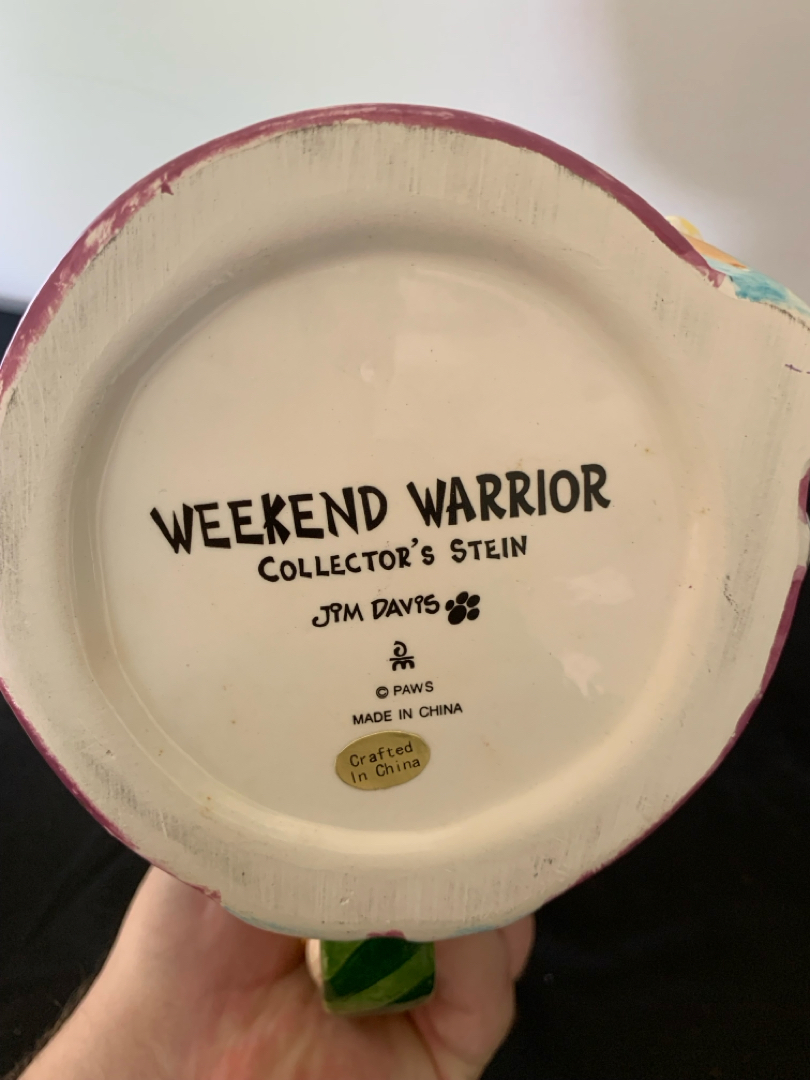 WEEKEND WARRIOR
COLLECTOR'S STEIN
JIM DAVIS
© PAWS
MADE IN CHINA
Crafted
In China